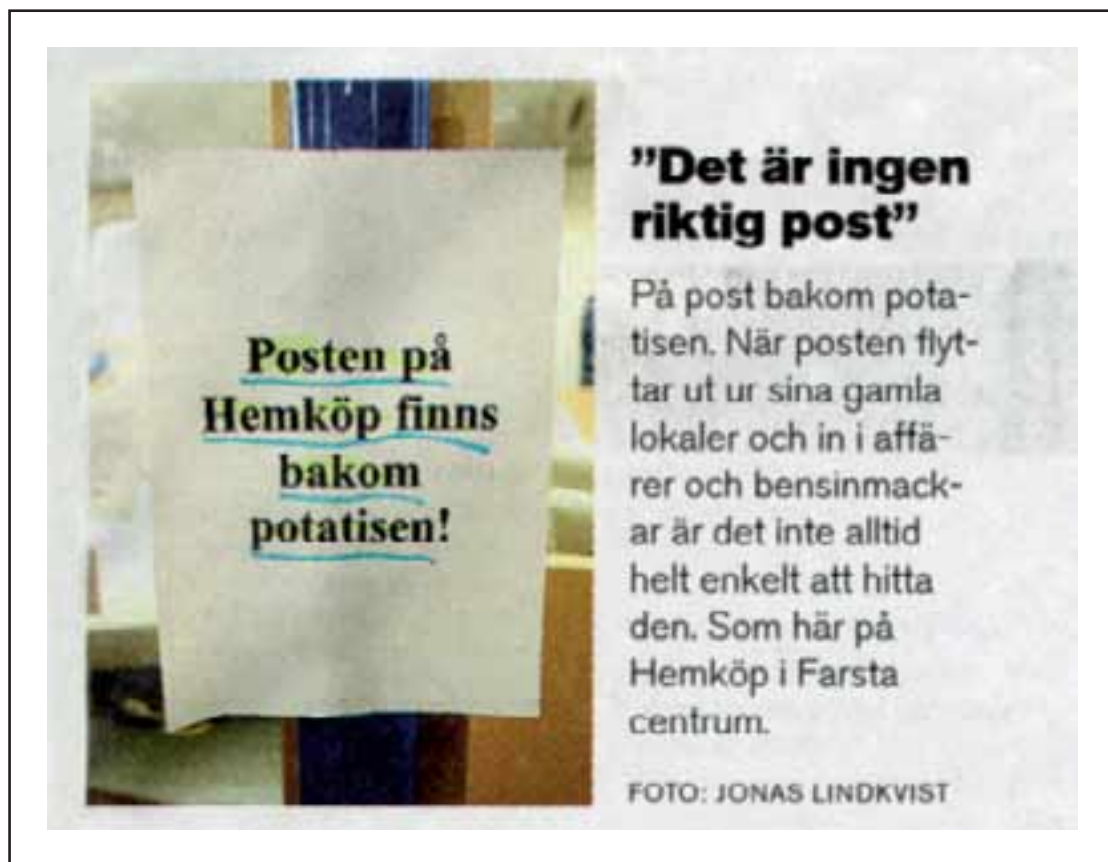 Posten på
Hemköp finns
bakom
potatisen!
”Det är ingen
riktig post”
På post bakom pota-
tisen. När posten flyt-
tar ut ur sina gamla
lokaler och in i affä-
rer och bensinmack-
ar är det inte alltid
helt enkelt att hitta
den. Som här på
Hemköp i Farsta
centrum.
FOTO: JONAS LINDKVIST